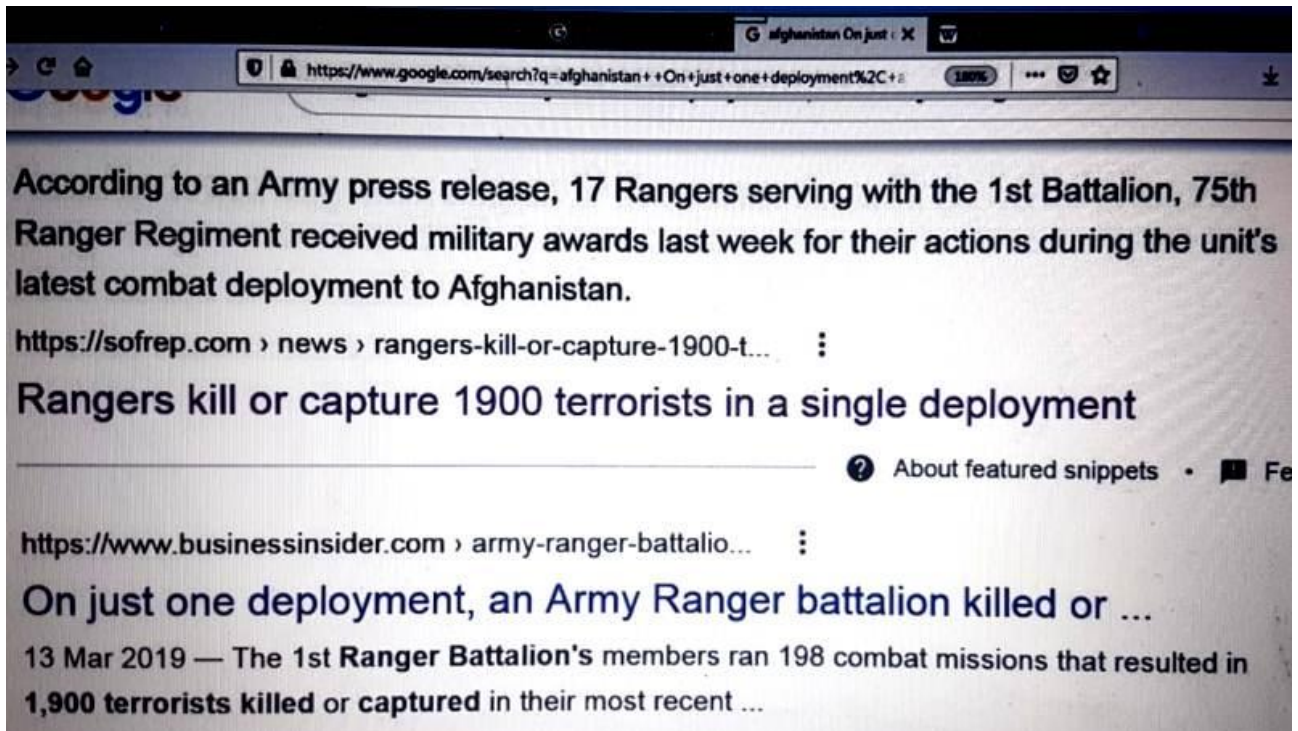 G afghanistan On just
https://www.google.com/search?q=afghanistan+ +On+just+one+deployment%2C+a
180%
According to an Army press release, 17 Rangers serving with the 1st Battalion, 75th
Ranger Regiment received military awards last week for their actions during the unit's
latest combat deployment to Afghanistan.
https://sofrep.com › news › rangers-kill-or-capture-1900-t...
Rangers kill or capture 1900 terrorists in a single deployment
About featured snippets • Fe
https://www.businessinsider.com › army-ranger-battalio...
On just one deployment, an Army Ranger battalion killed or ...
13 Mar 2019 — The 1st Ranger Battalion's members ran 198 combat missions that resulted in
1,900 terrorists killed or captured in their most recent ...